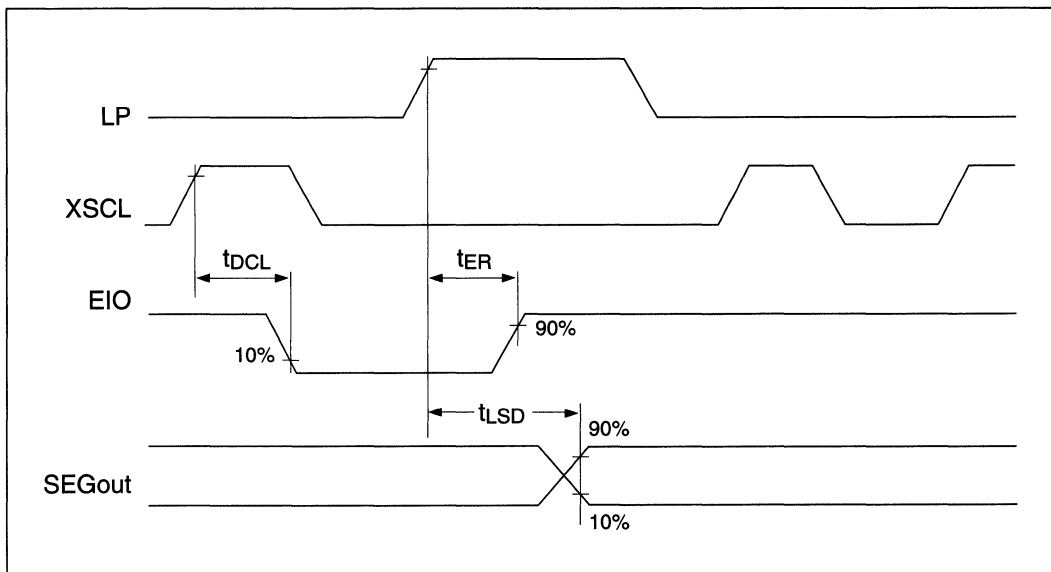 LP
XSCL
tDCL
tER
EIO
90%
10%
tLSD
90%
SEGout
10%